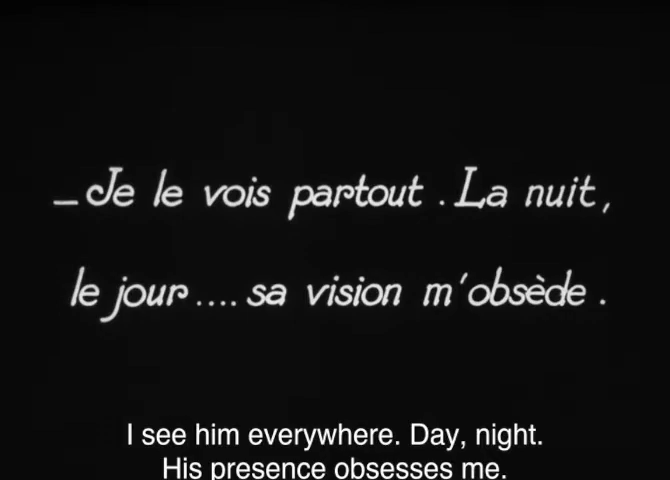 — Je le vois partout . La nuit,
le jour .... sa vision m'obsède .
I see him everywhere. Day, night.
His presence obsesses me.